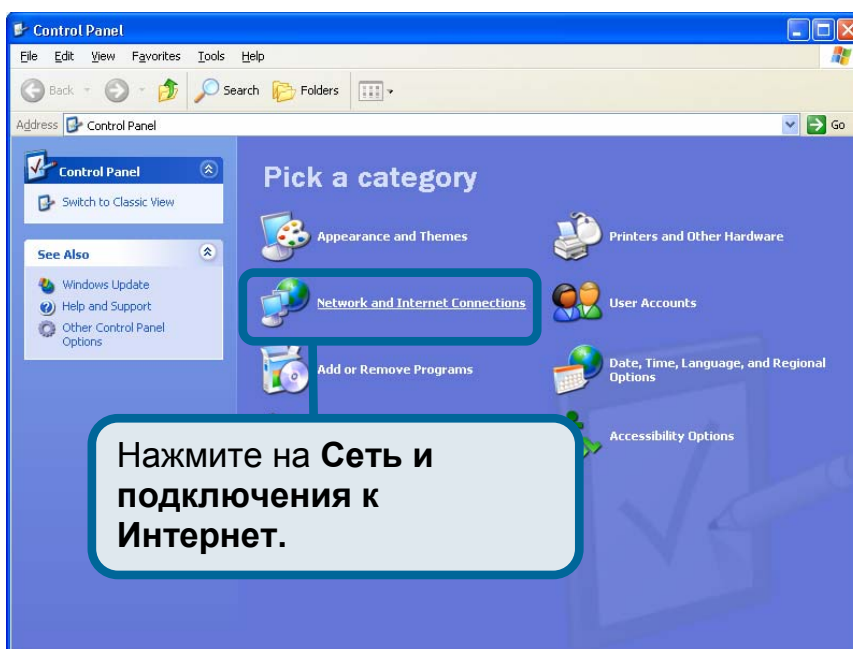 Control Panel
File Edit View Favorites Tools Help
Back Search Folders
Address Control Panel Go
Control Panel
Switch to Classic View
See Also
Windows Update
Help and Support
Other Control Panel
Options
Pick a category
Appearance and Themes
Printers and Other Hardware
Network and Internet Connections
User Accounts
Add or Remove Programs
Date, Time, Language, and Regional
Options
Accessibility Options
Нажмите на Сеть и
подключения к
Интернет.